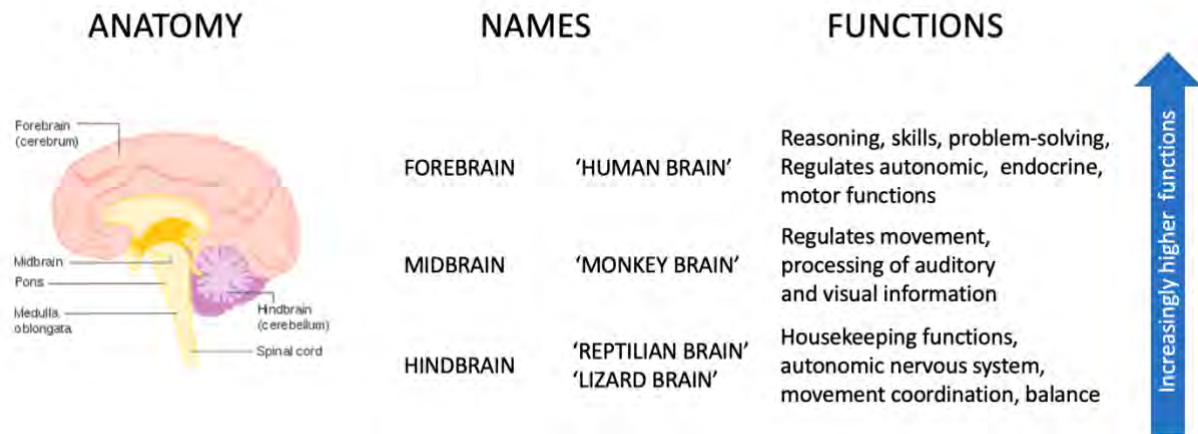 ANATOMY
NAMES
FUNCTIONS
Forebrain
(cerebrum)
Midbrain
Pons
Medulla
oblongata
Hindbrain
(cerebellum)
Spinal cord
FOREBRAIN
'HUMAN BRAIN'
Reasoning, skills, problem-solving,
Regulates autonomic, endocrine,
motor functions
MIDBRAIN
'MONKEY BRAIN'
Regulates movement,
processing of auditory
and visual information
HINDBRAIN
'REPTILIAN BRAIN'
'LIZARD BRAIN'
Housekeeping functions,
autonomic nervous system,
movement coordination, balance
Increasingly higher functions